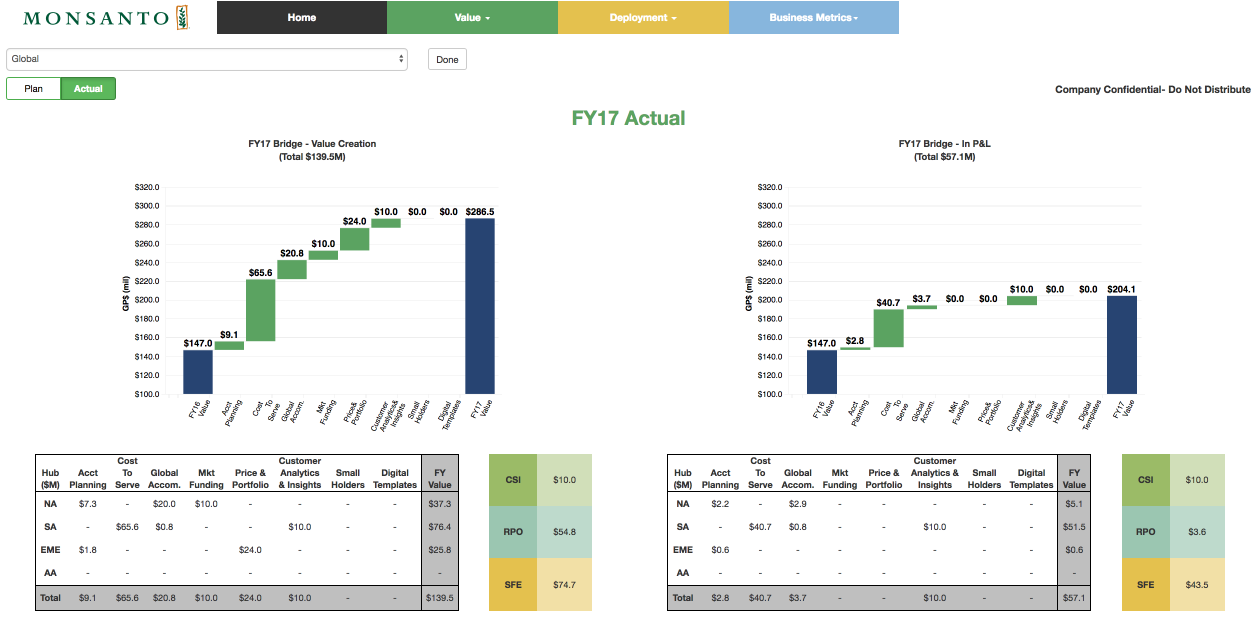 MONSANTO
Home Value Deployment Business Metrics
Global Done
Plan Actual
Company Confidential- Do Not Distribute
FY17 Actual
FY17 Bridge - Value Creation
(Total $139.5M)
$320.0
$300.0
$280.0
$260.0
$240.0
$220.0
$200.0
$180.0
$160.0
$140.0
$120.0
$100.0
GP$ (mil)
$147.0 $9.1 $65.6 $20.8 $10.0 $24.0 $10.0 $0.0 $0.0 $286.5
FY16 Value
Acct Planning
Cost To Serve
Global Accom.
Mkt Funding
Price& Portfolio
Customer Analytics& Insights
Small Holders
Digital Templates
FY17 Value
FY17 Bridge - In P&L
(Total $57.1M)
$320.0
$300.0
$280.0
$260.0
$240.0
$220.0
$200.0
$180.0
$160.0
$140.0
$120.0
$100.0
GP$ (mil)
$147.0 $2.8 $40.7 $3.7 $0.0 $0.0 $10.0 $0.0 $0.0 $204.1
FY16 Value
Acct Planning
Cost To Serve
Global Accom.
Mkt Funding
Price& Portfolio
Customer Analytics& Insights
Small Holders
Digital Templates
FY17 Value
Cost Customer
Hub Acct To Global Mkt Price & Analytics Small Digital FY
($M) Planning Serve Accom. Funding Portfolio & Insights Holders Templates Value
NA $7.3 - $20.0 $10.0 - - - - $37.3
SA - $65.6 $0.8 - - $10.0 - - $76.4
EME $1.8 - - - $24.0 - - - $25.8
AA - - - - - - - - -
Total $9.1 $65.6 $20.8 $10.0 $24.0 $10.0 - - $139.5
CSI $10.0
RPO $54.8
SFE $74.7
Cost Customer
Hub Acct To Global Mkt Price & Analytics & Small Digital FY
($M) Planning Serve Accom. Funding Portfolio Insights Holders Templates Value
NA $2.2 - $2.9 - - - - - $5.1
SA - $40.7 $0.8 - - $10.0 - - $51.5
EME $0.6 - - - - - - - $0.6
AA - - - - - - - - -
Total $2.8 $40.7 $3.7 - - $10.0 - - $57.1
CSI $10.0
RPO $3.6
SFE $43.5